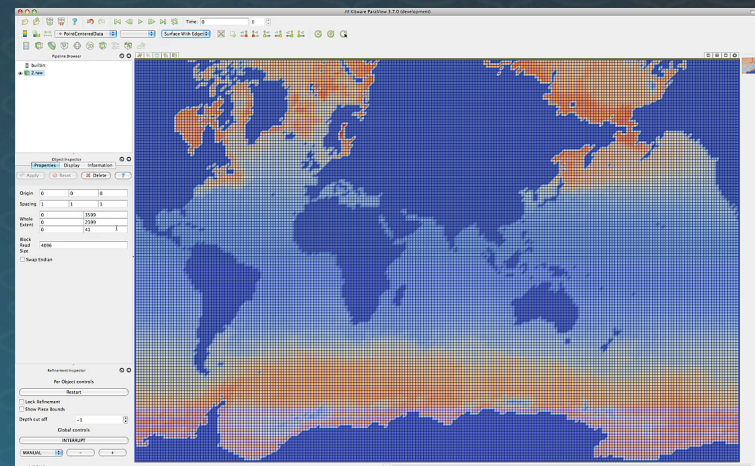 Kitware ParaView 3.7.0 (development)
Time: 0 0
PointCenteredData Surface With Edges
Pipeline Browser
builtin:
2.raw
Object Inspector
Properties Display Information
Apply Reset Delete ?
Origin 0 0 0
Spacing 1 1 1
Whole Extent
0 3599
0 2399
0 41
Block Read Size
4096
Swap Endian
Refinement Inspector
Per Object controls
Restart
Lock Refinement
Show Piece Bounds
Depth cut off -1
Global controls
INTERRUPT
MANUAL - +